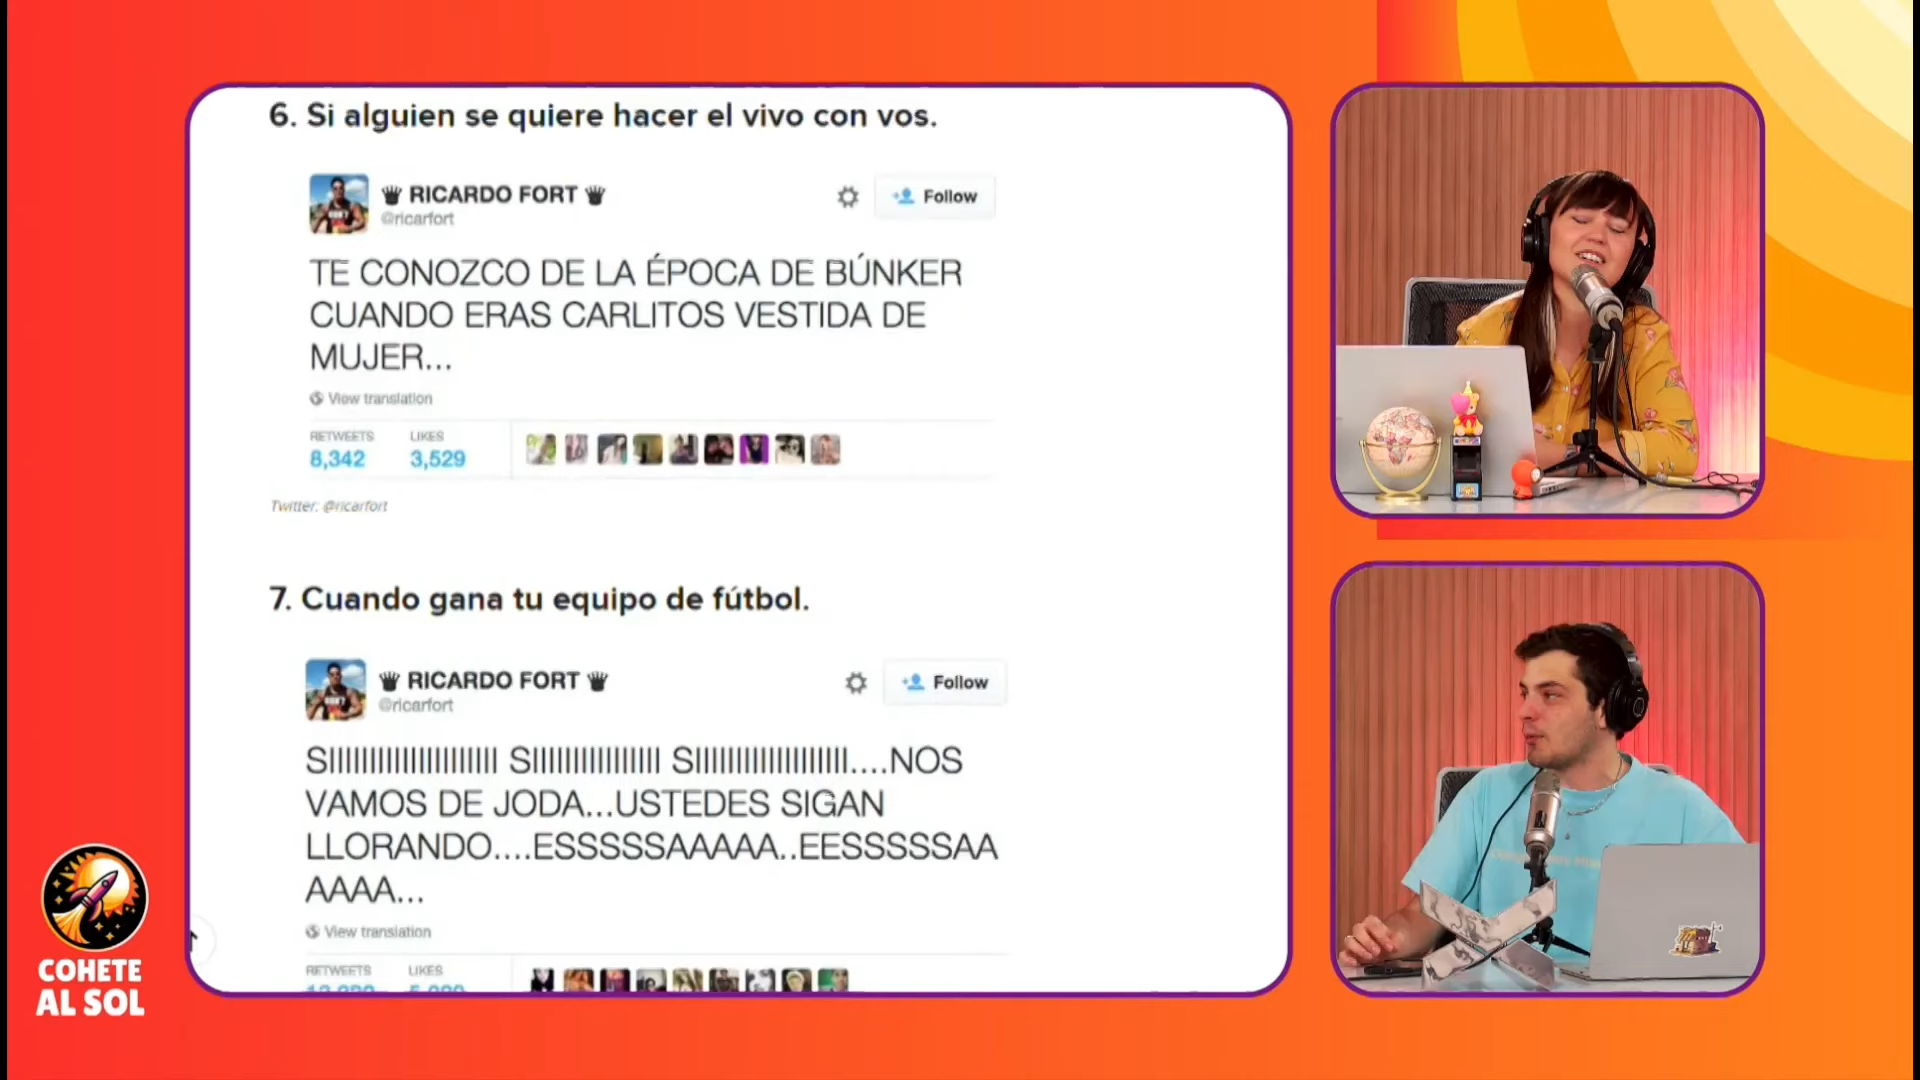 6. Si alguien se quiere hacer el vivo con vos.
RICARDO FORT
@ricarfort
Follow
TE CONOZCO DE LA ÉPOCA DE BÚNKER
CUANDO ERAS CARLITOS VESTIDA DE
MUJER...
View translation
RETWEETS LIKES
8,342 3,529
Twitter: @ricarfort
7. Cuando gana tu equipo de fútbol.
RICARDO FORT
@ricarfort
Follow
SIIIIIIIIIIIIIIIIIIIII SIIIIIIIIIIIIIIII SIIIIIIIIIIIIIIIIIII....NOS
VAMOS DE JODA...USTEDES SIGAN
LLORANDO....ESSSSSAAAAA..EESSSSSAA
AAAA...
View translation
RETWEETS LIKES
COHETE
AL SOL